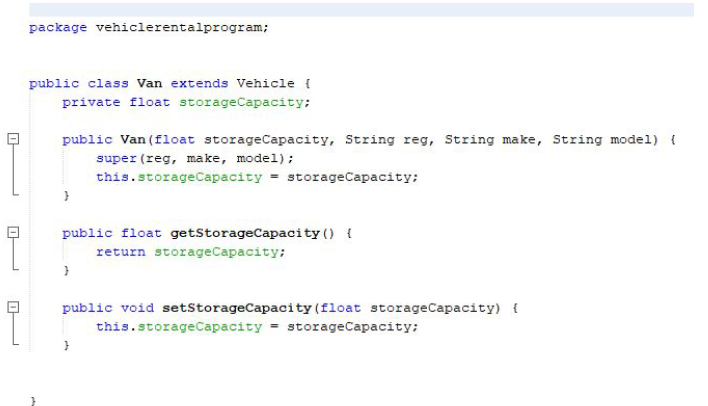 package vehiclerentalprogram;
public class Van extends Vehicle {
private float storageCapacity;
public Van(float storageCapacity, String reg, String make, String model) {
super(reg, make, model);
this.storageCapacity = storageCapacity;
}
public float getStorageCapacity() {
return storageCapacity;
}
public void setStorageCapacity(float storageCapacity) {
this.storageCapacity = storageCapacity;
}
}